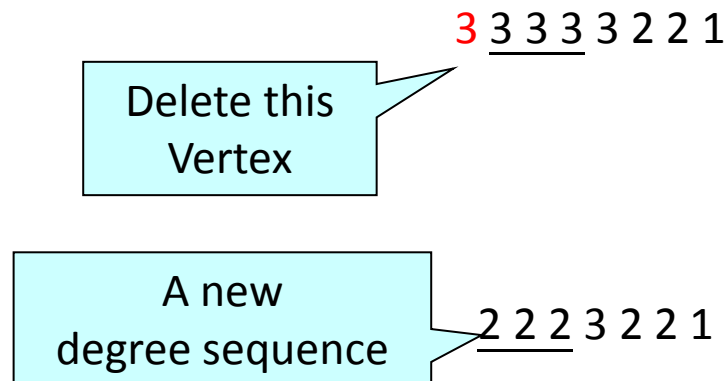 3 3 3 3 3 2 2 1
Delete this
Vertex
A new
degree sequence
2 2 2 3 2 2 1